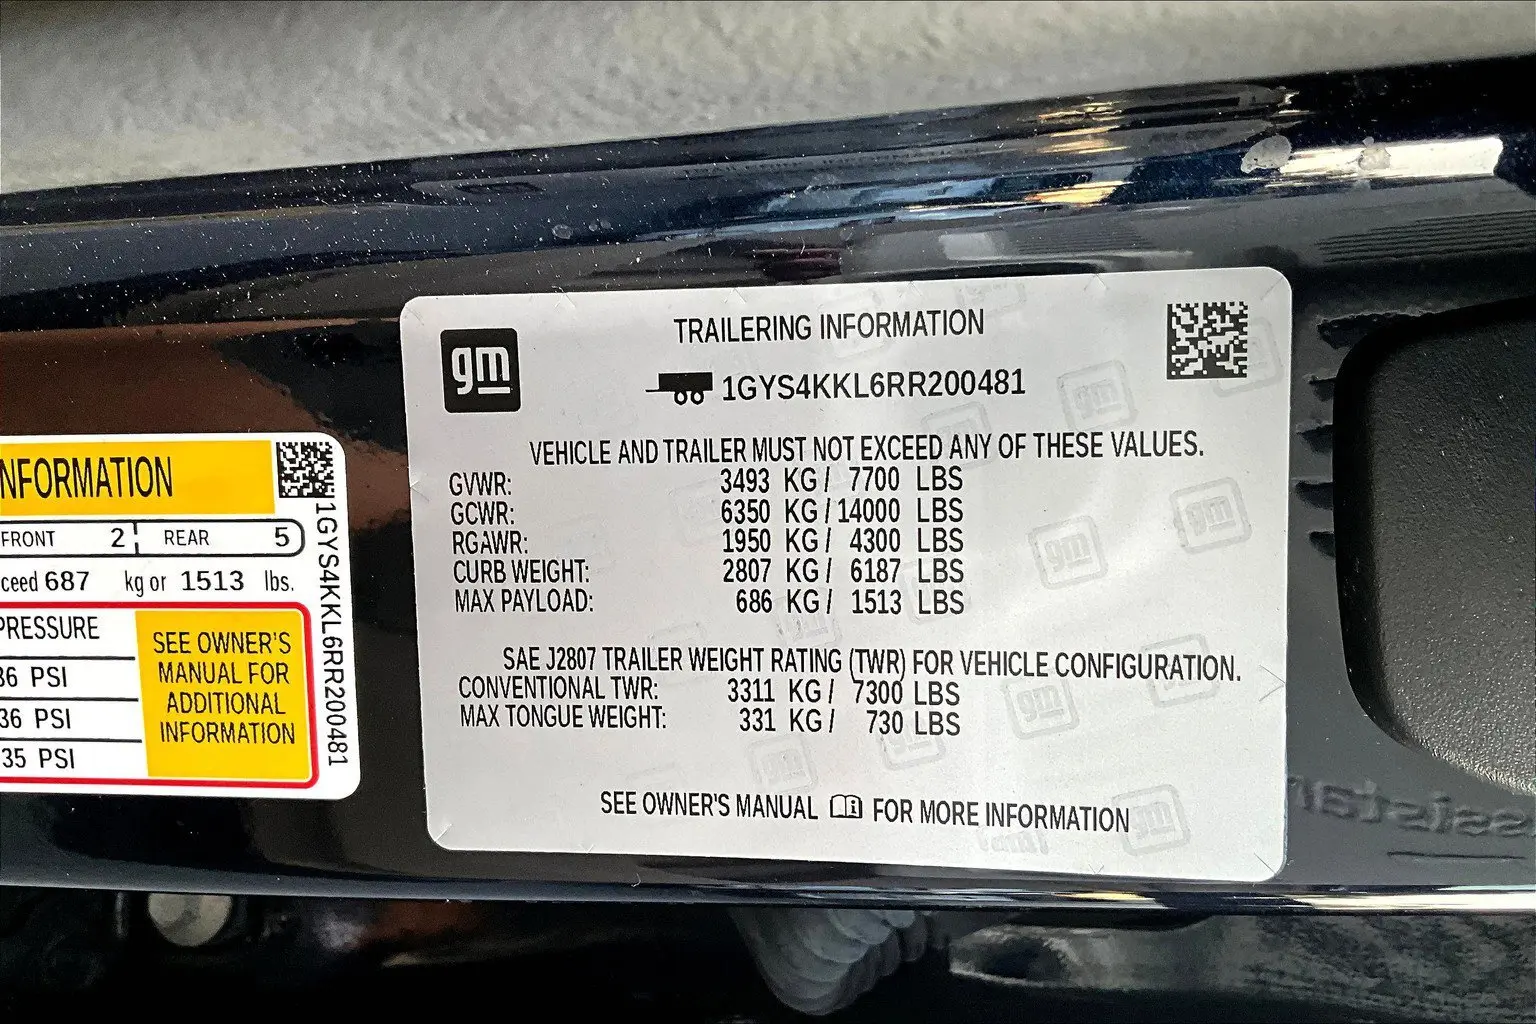 NFORMATION
FRONT 2 REAR 5
ceed 687 kg or 1513 lbs.
PRESSURE
36 PSI
36 PSI
35 PSI
SEE OWNER'S
MANUAL FOR
ADDITIONAL
INFORMATION
1GYS4KKL6RR200481
gm
TRAILERING INFORMATION
1GYS4KKL6RR200481
VEHICLE AND TRAILER MUST NOT EXCEED ANY OF THESE VALUES.
GVWR: 3493 KG/ 7700 LBS
GCWR: 6350 KG/14000 LBS
RGAWR: 1950 KG/ 4300 LBS
CURB WEIGHT: 2807 KG/ 6187 LBS
MAX PAYLOAD: 686 KG/ 1513 LBS
SAE J2807 TRAILER WEIGHT RATING (TWR) FOR VEHICLE CONFIGURATION.
CONVENTIONAL TWR: 3311 KG/ 7300 LBS
MAX TONGUE WEIGHT: 331 KG/ 730 LBS
SEE OWNER'S MANUAL FOR MORE INFORMATION